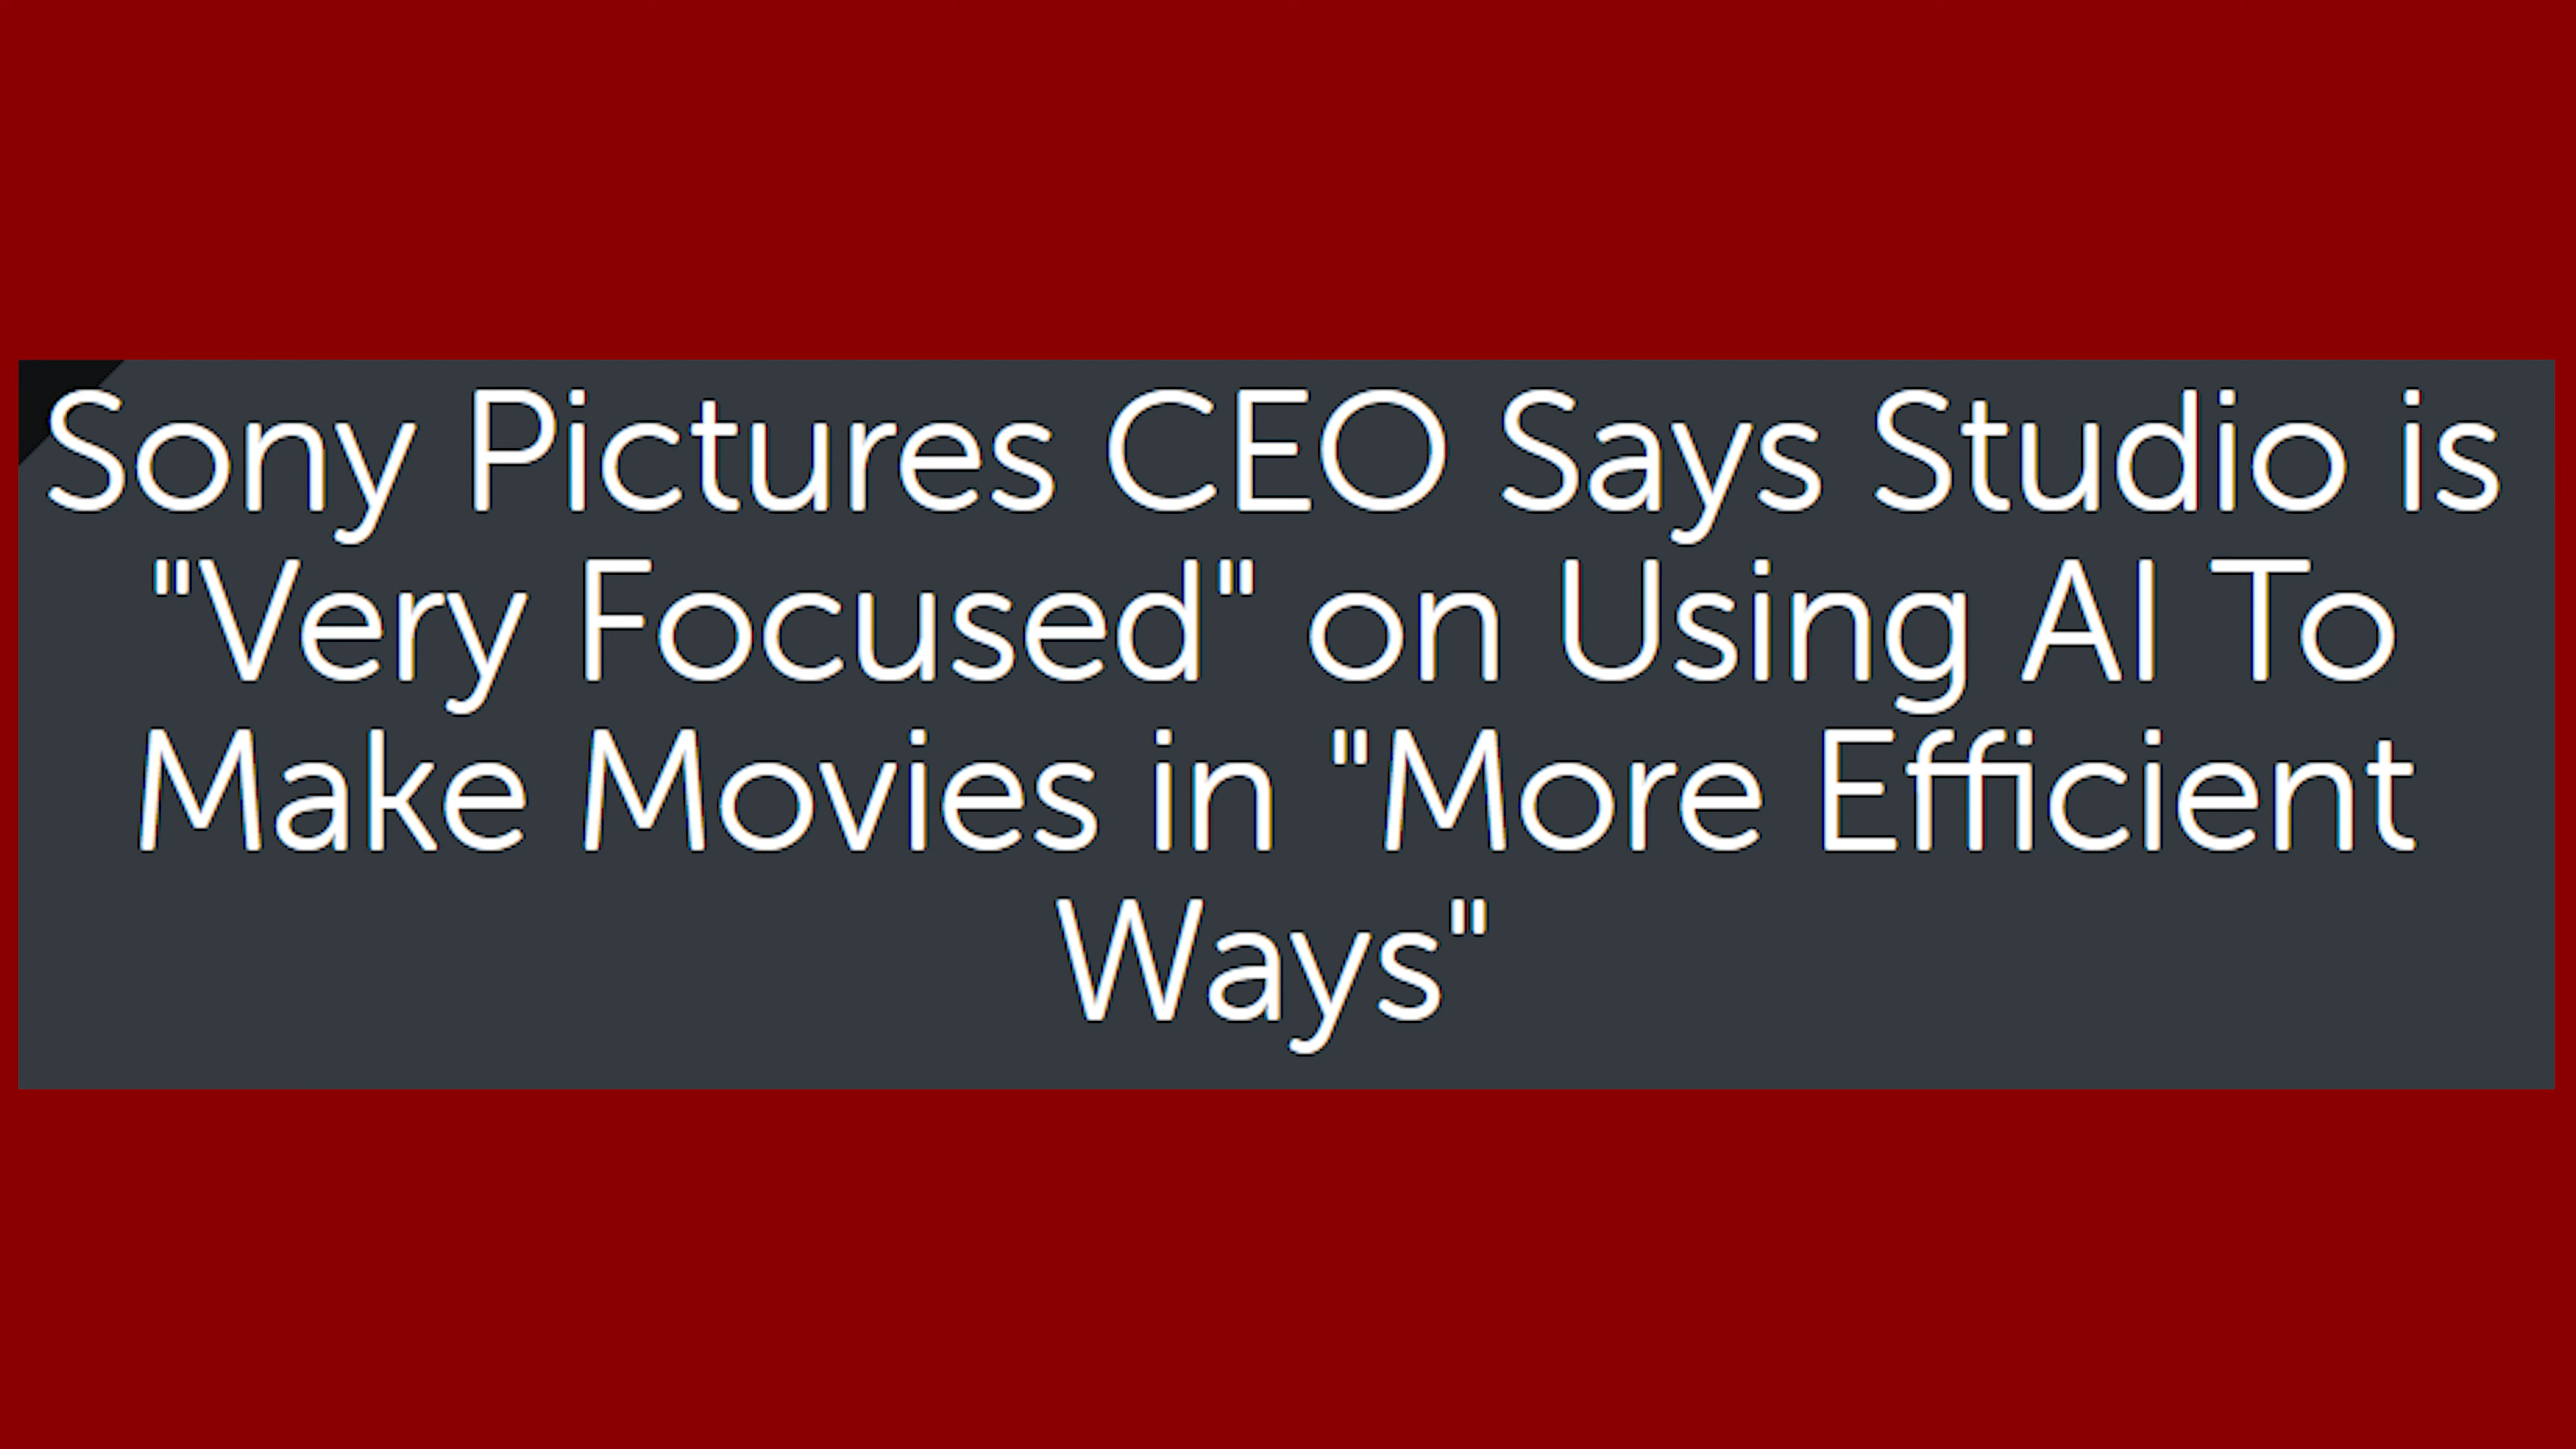 Sony Pictures CEO Says Studio is
"Very Focused" on Using AI To
Make Movies in "More Efficient
Ways"